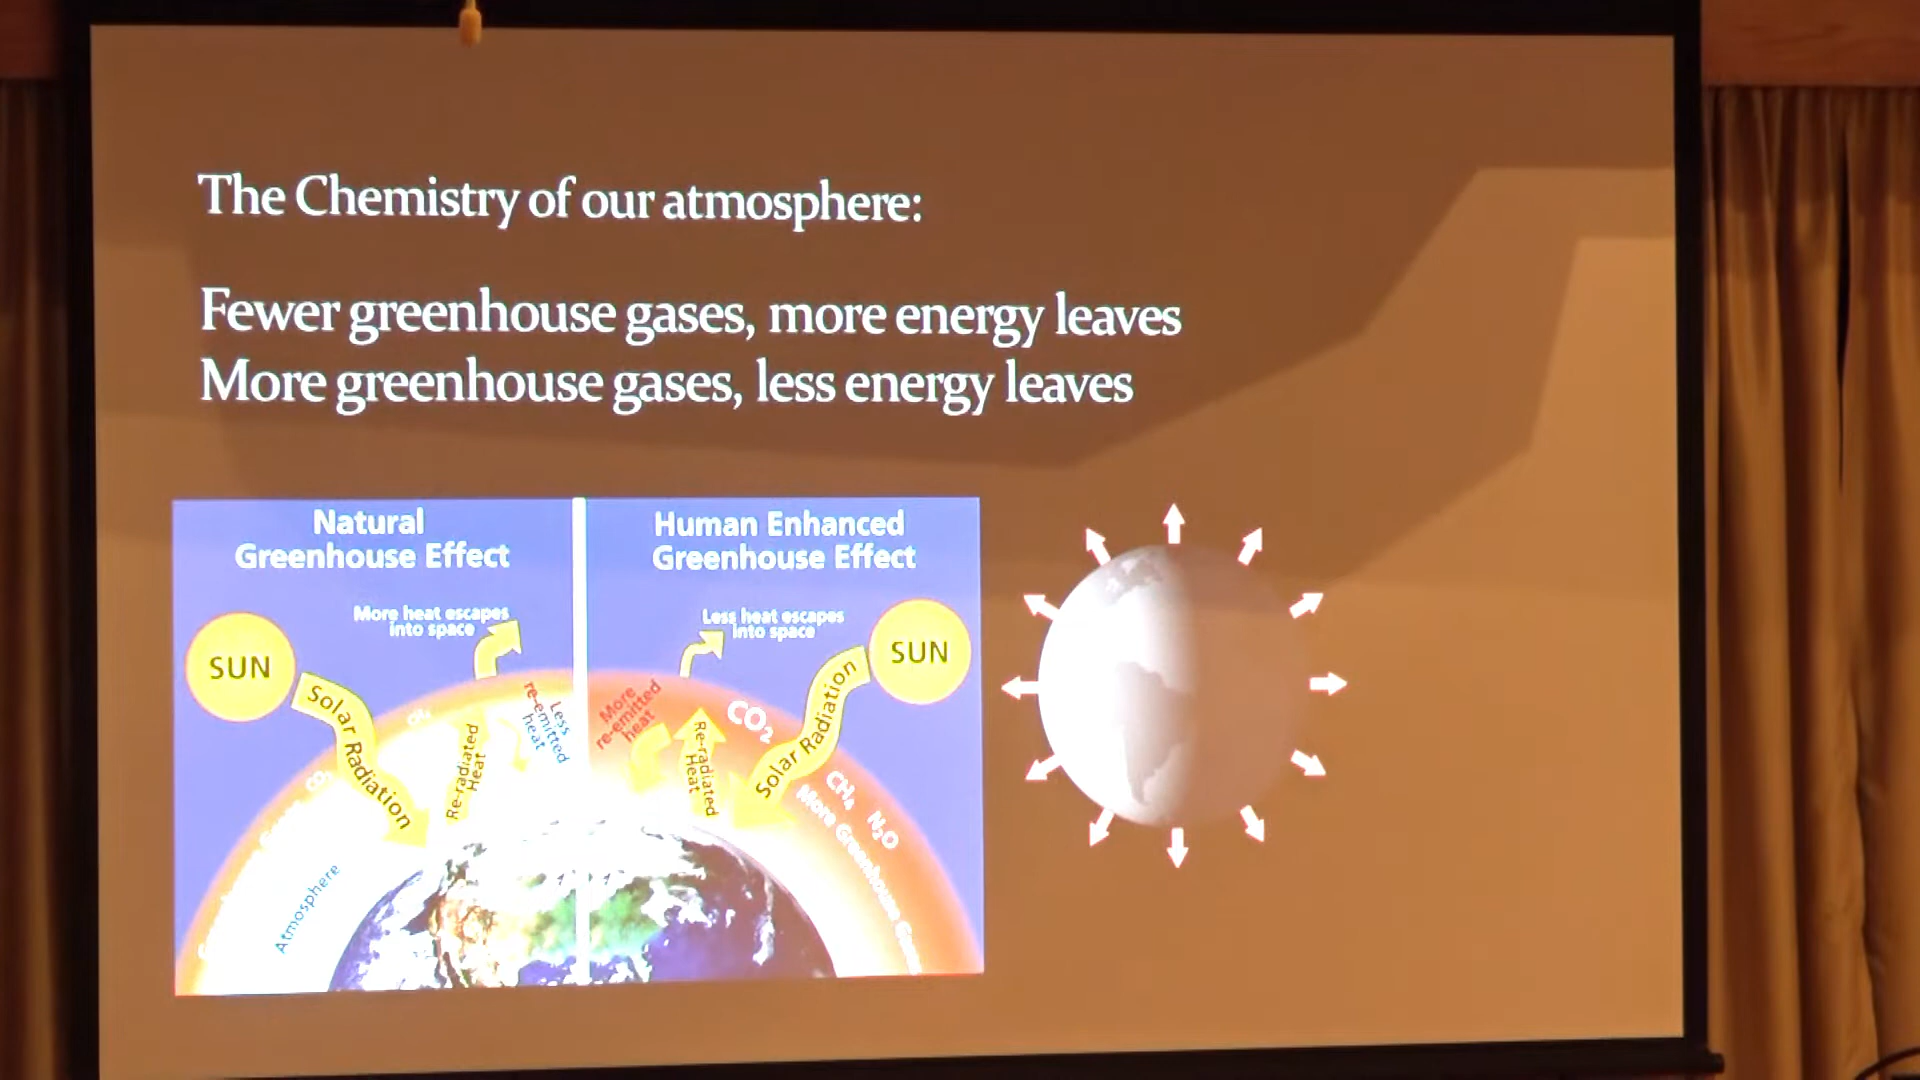 The Chemistry of our atmosphere:
Fewer greenhouse gases, more energy leaves
More greenhouse gases, less energy leaves
Natural
Greenhouse Effect
More heat escapes
into space
SUN
Solar Radiation
Re-radiated
Heat
Less
re-emitted
heat
CH₄
CO₂
Atmosphere
Human Enhanced
Greenhouse Effect
Less heat escapes
into space
SUN
Solar Radiation
More
re-emitted
heat
Re-radiated
Heat
CO₂
CH₄
N₂O
More Greenhouse Gases